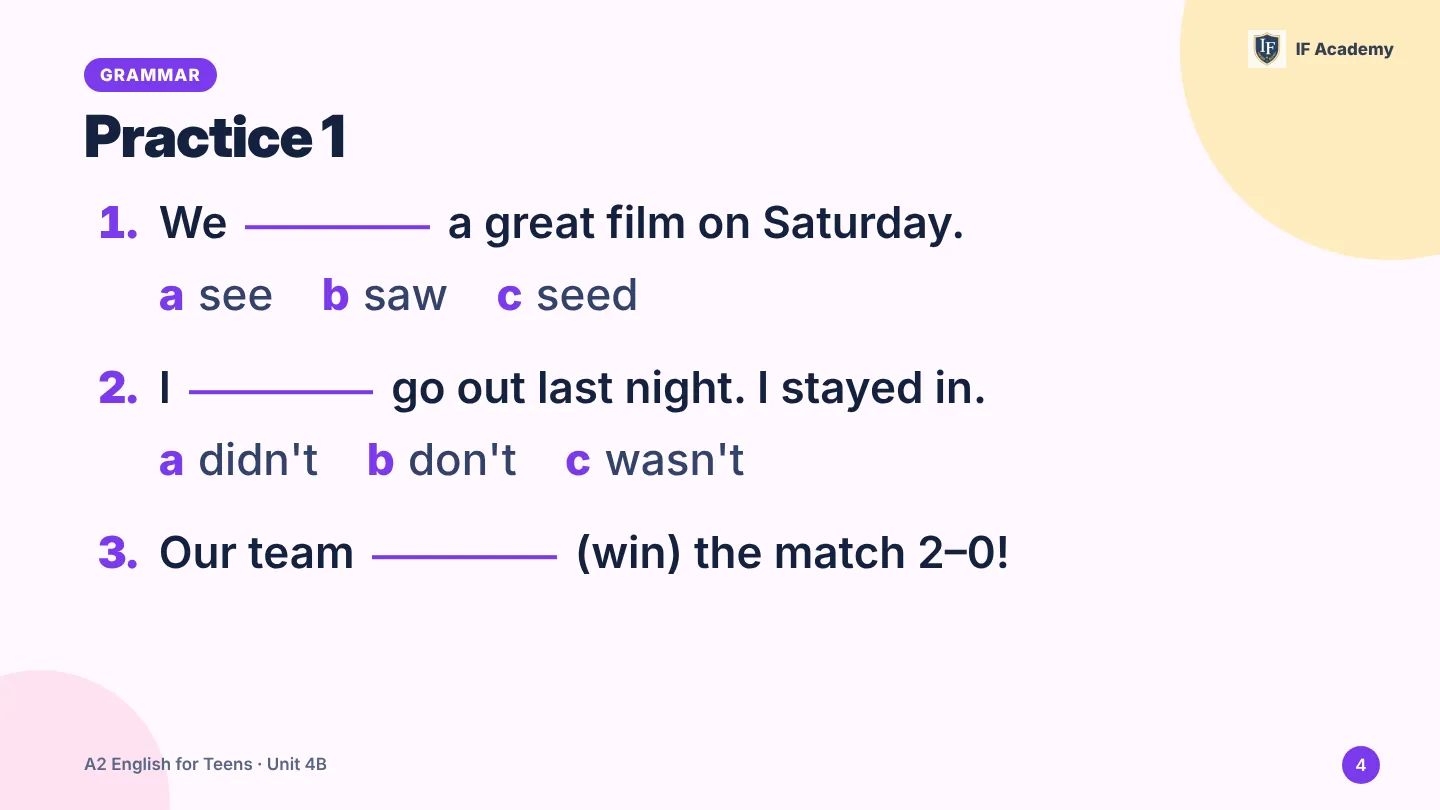 IF
IF Academy
GRAMMAR
Practice 1
1. We ________ a great film on Saturday.
a see b saw c seed
2. I ________ go out last night. I stayed in.
a didn't b don't c wasn't
3. Our team ________ (win) the match 2–0!
A2 English for Teens · Unit 4B
4